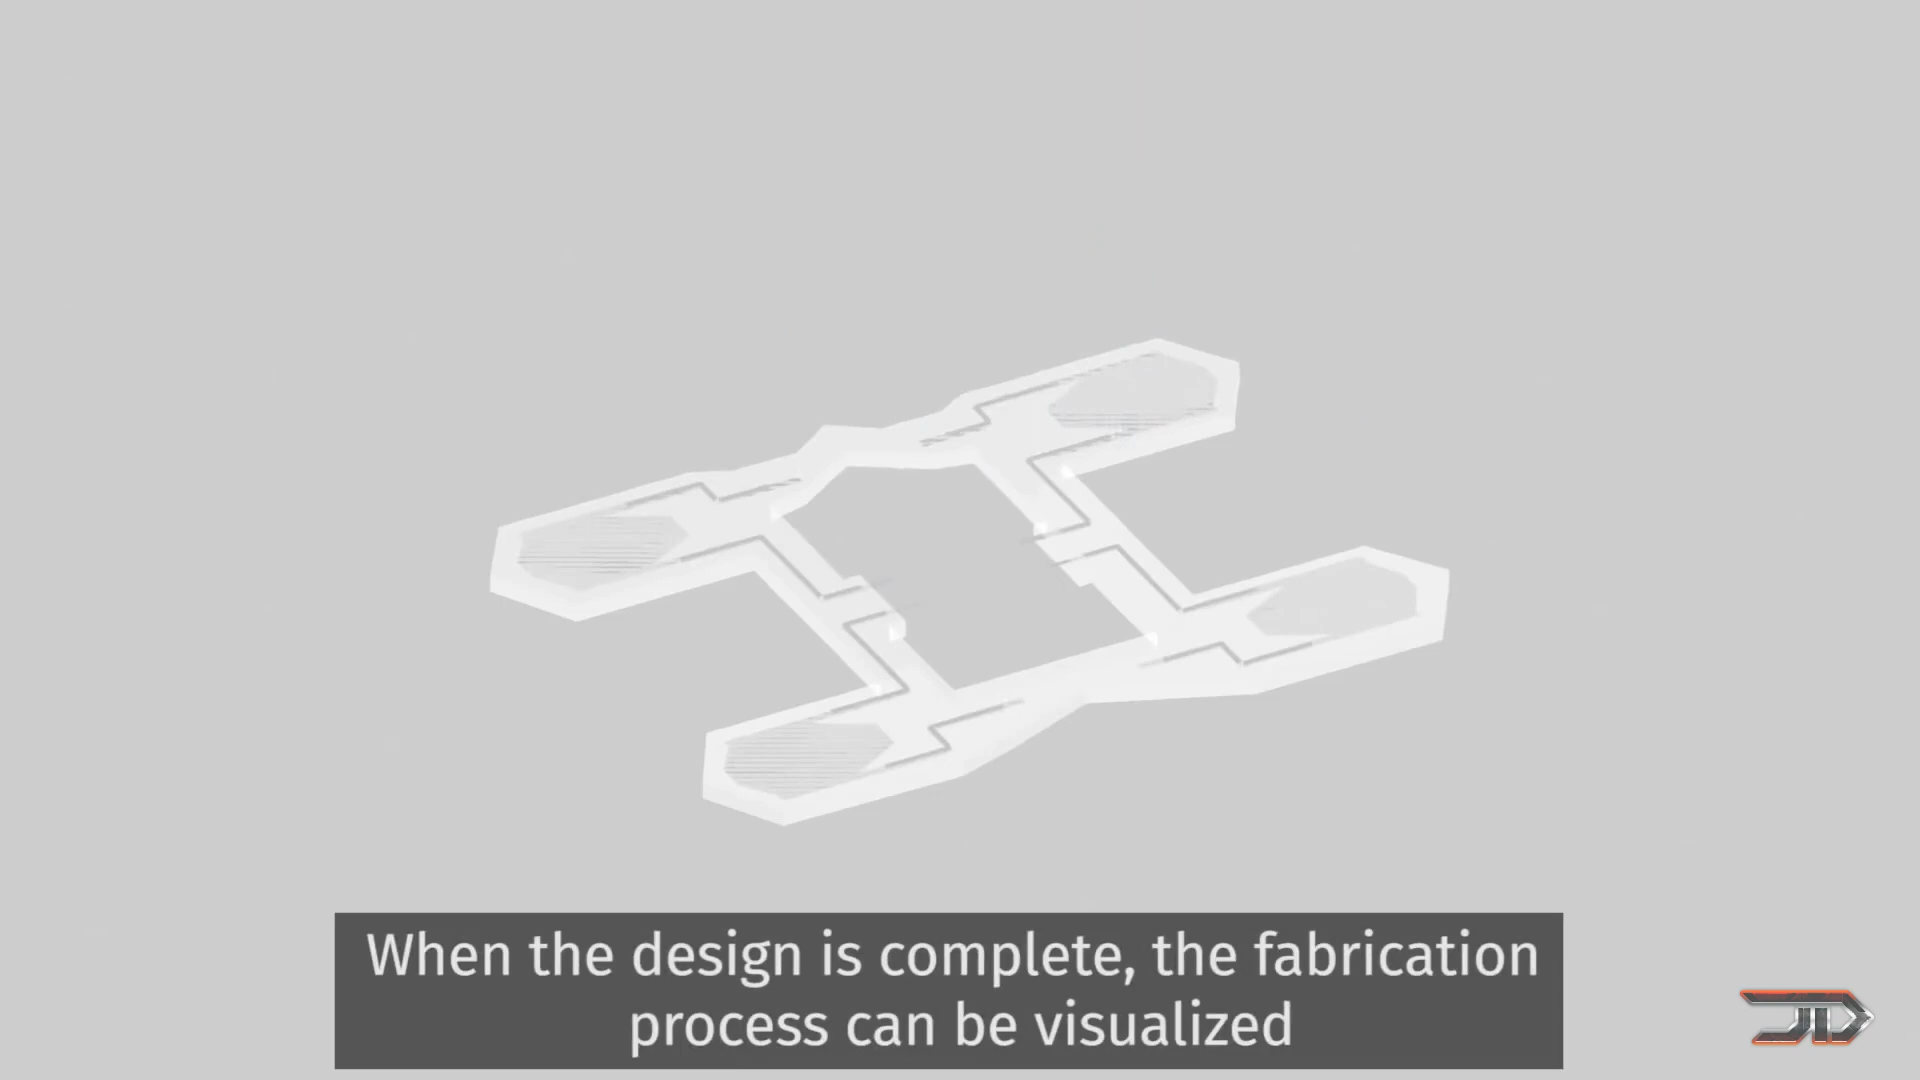 When the design is complete, the fabrication
process can be visualized